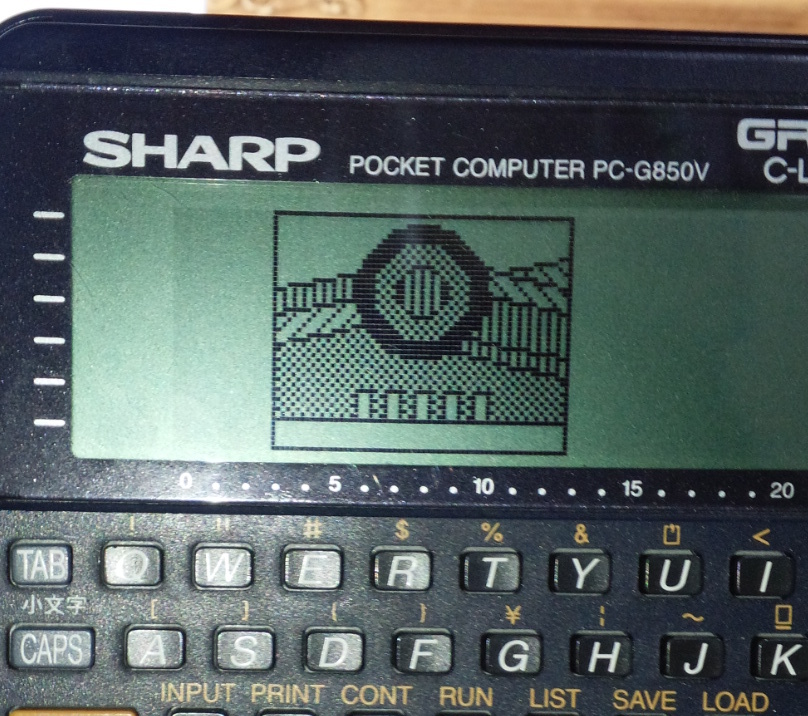 SHARP POCKET COMPUTER PC-G850V
0 5 10 15 20
! " # $ % & <
TAB Q W E R T Y U I
小文字 [ ] { } ¥ ¦ ~
CAPS A S D F G H J K
INPUT PRINT CONT RUN LIST SAVE LOAD